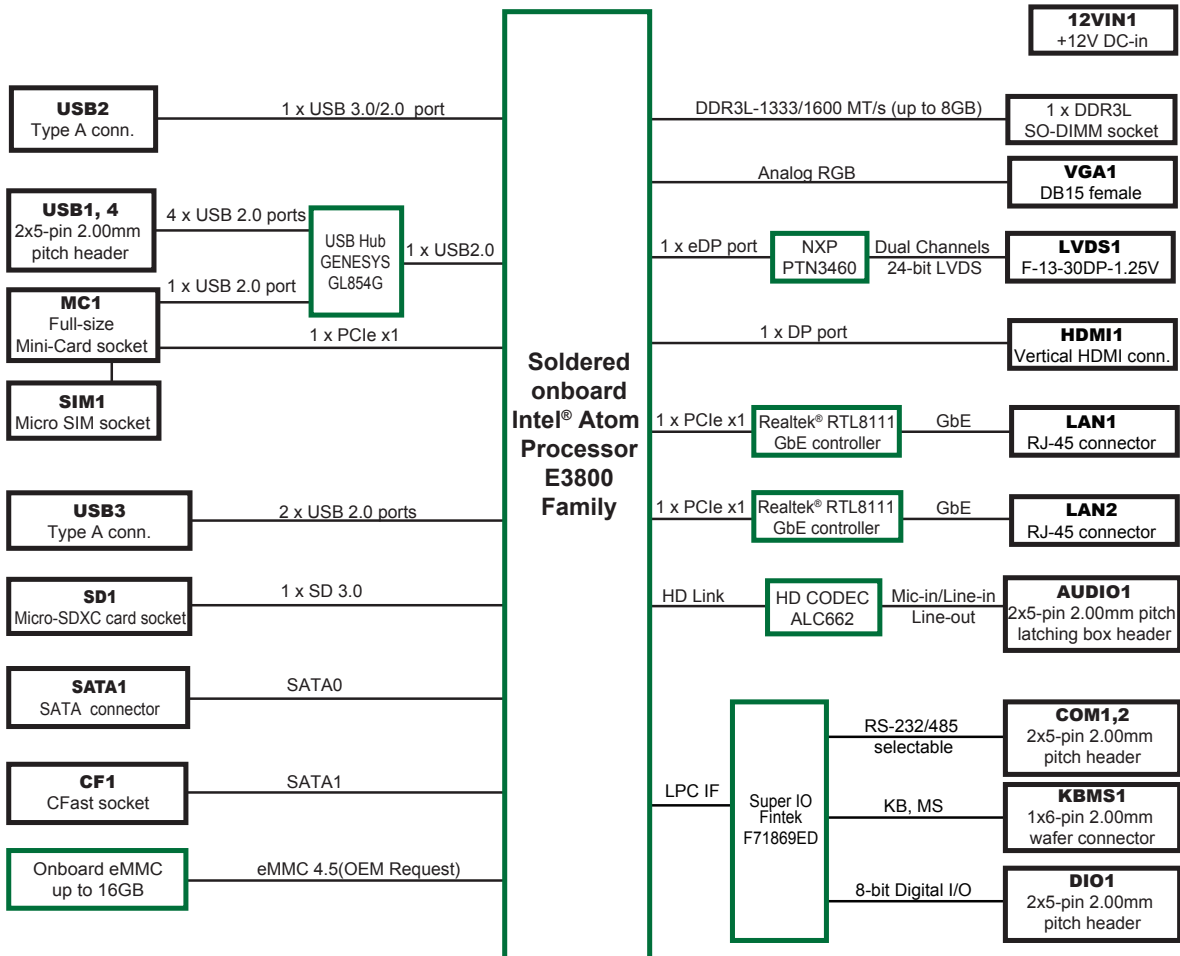 12VIN1
+12V DC-in
USB2
Type A conn.
1 x USB 3.0/2.0 port
USB1, 4
2x5-pin 2.00mm
pitch header
4 x USB 2.0 ports
USB Hub
GENESYS
GL854G
1 x USB2.0
1 x USB 2.0 port
MC1
Full-size
Mini-Card socket
1 x PCIe x1
SIM1
Micro SIM socket
USB3
Type A conn.
2 x USB 2.0 ports
SD1
Micro-SDXC card socket
1 x SD 3.0
SATA1
SATA connector
SATA0
CF1
CFast socket
SATA1
Onboard eMMC
up to 16GB
eMMC 4.5(OEM Request)
Soldered
onboard
Intel® Atom
Processor
E3800
Family
DDR3L-1333/1600 MT/s (up to 8GB)
1 x DDR3L
SO-DIMM socket
Analog RGB
VGA1
DB15 female
1 x eDP port
NXP
PTN3460
Dual Channels
24-bit LVDS
LVDS1
F-13-30DP-1.25V
1 x DP port
HDMI1
Vertical HDMI conn.
1 x PCIe x1
Realtek® RTL8111
GbE controller
GbE
LAN1
RJ-45 connector
1 x PCIe x1
Realtek® RTL8111
GbE controller
GbE
LAN2
RJ-45 connector
HD Link
HD CODEC
ALC662
Mic-in/Line-in
Line-out
AUDIO1
2x5-pin 2.00mm pitch
latching box header
LPC IF
Super IO
Fintek
F71869ED
RS-232/485
selectable
COM1,2
2x5-pin 2.00mm
pitch header
KB, MS
KBMS1
1x6-pin 2.00mm
wafer connector
8-bit Digital I/O
DIO1
2x5-pin 2.00mm
pitch header